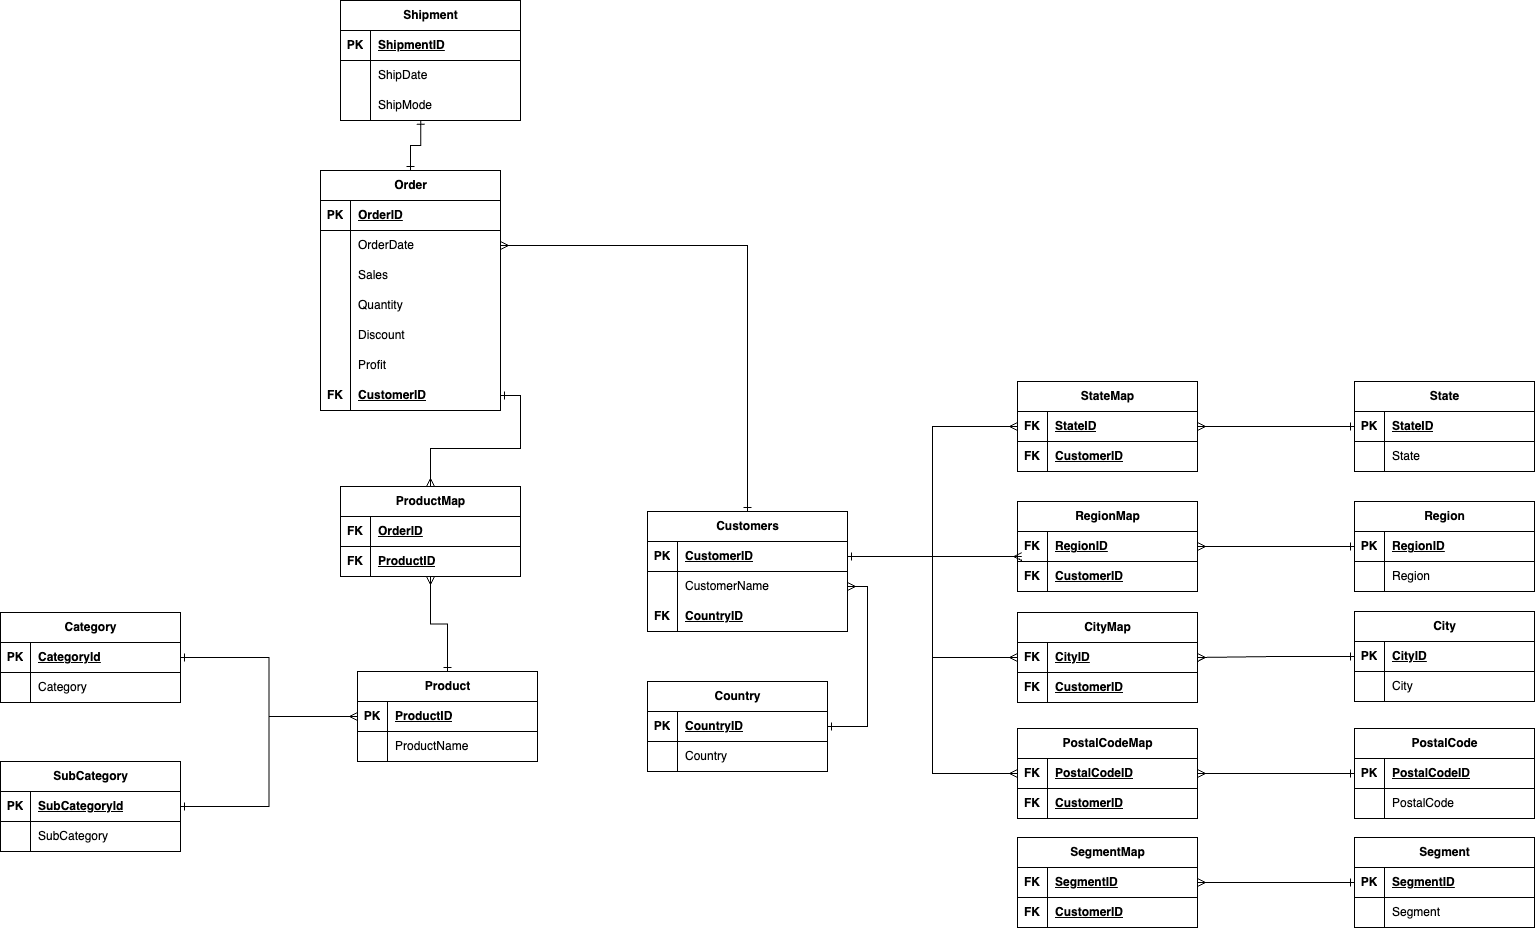 Shipment
PK ShipmentID
ShipDate
ShipMode
Order
PK OrderID
OrderDate
Sales
Quantity
Discount
Profit
FK CustomerID
ProductMap
FK OrderID
FK ProductID
Category
PK CategoryId
Category
SubCategory
PK SubCategoryId
SubCategory
Product
PK ProductID
ProductName
Customers
PK CustomerID
CustomerName
FK CountryID
Country
PK CountryID
Country
StateMap
FK StateID
FK CustomerID
State
PK StateID
State
RegionMap
FK RegionID
FK CustomerID
Region
PK RegionID
Region
CityMap
FK CityID
FK CustomerID
City
PK CityID
City
PostalCodeMap
FK PostalCodeID
FK CustomerID
PostalCode
PK PostalCodeID
PostalCode
SegmentMap
FK SegmentID
FK CustomerID
Segment
PK SegmentID
Segment